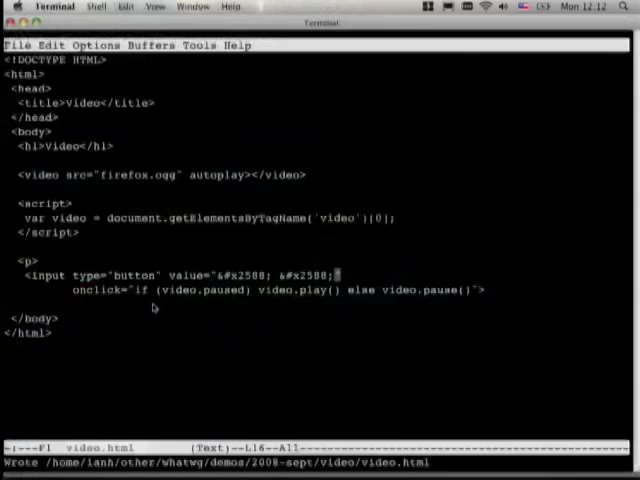 Terminal Shell Edit View Window Help Mon 12:12
Terminal
File Edit Options Buffers Tools Help
<!DOCTYPE HTML>
<html>
<head>
<title>Video</title>
</head>
<body>
<h1>Video</h1>
<video src="firefox.ogg" autoplay></video>
<script>
var video = document.getElementsByTagName('video')[0];
</script>
<p>
<input type="button" value="&#x2588; &#x2588;"
onclick="if (video.paused) video.play() else video.pause()">
</body>
</html>
-:---F1 video.html (Text)--L16--All----------------------------------------
Wrote /home/ianh/other/whatwg/demos/2008-sept/video/video.html